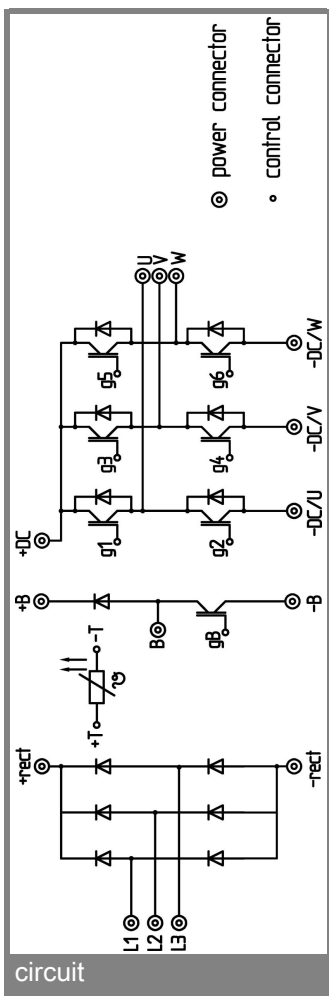 power connector
control connector
U
V
W
g5
g6
-DC/W
g3
g4
-DC/V
+DC
g1
g2
-DC/U
+B
B
gB
-B
-T
+T
ϑ
+rect
-rect
L1
L2
L3
circuit